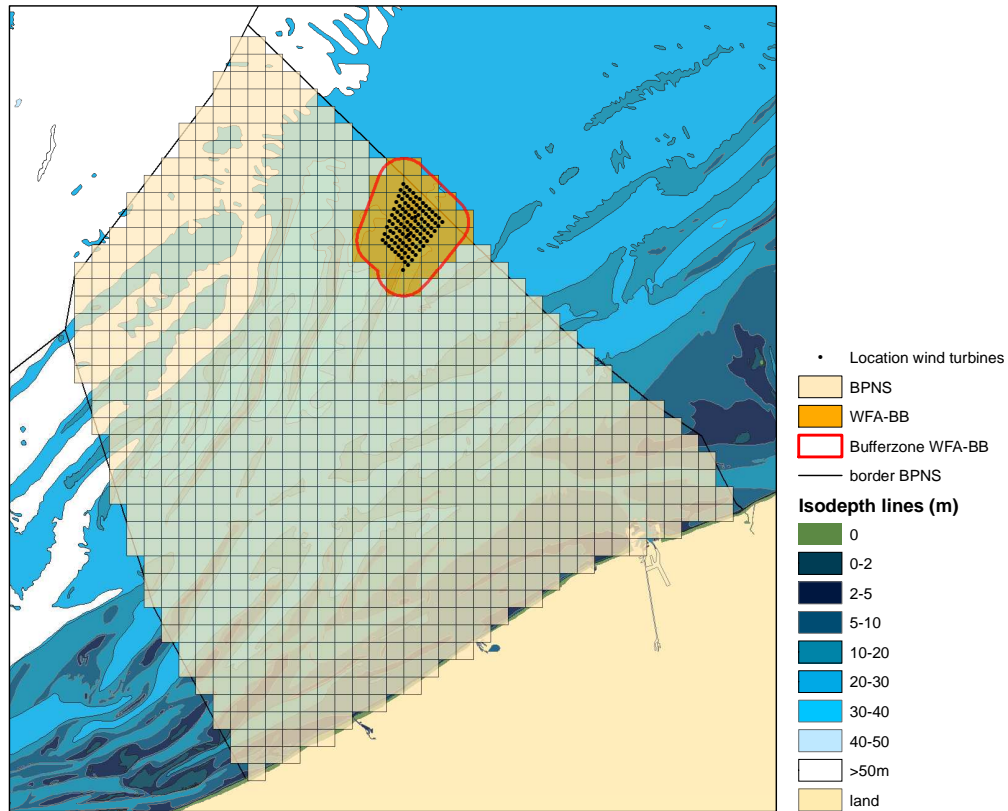 Location wind turbines
BPNS
WFA-BB
Bufferzone WFA-BB
border BPNS
Isodepth lines (m)
0
0-2
2-5
5-10
10-20
20-30
30-40
40-50
>50m
land